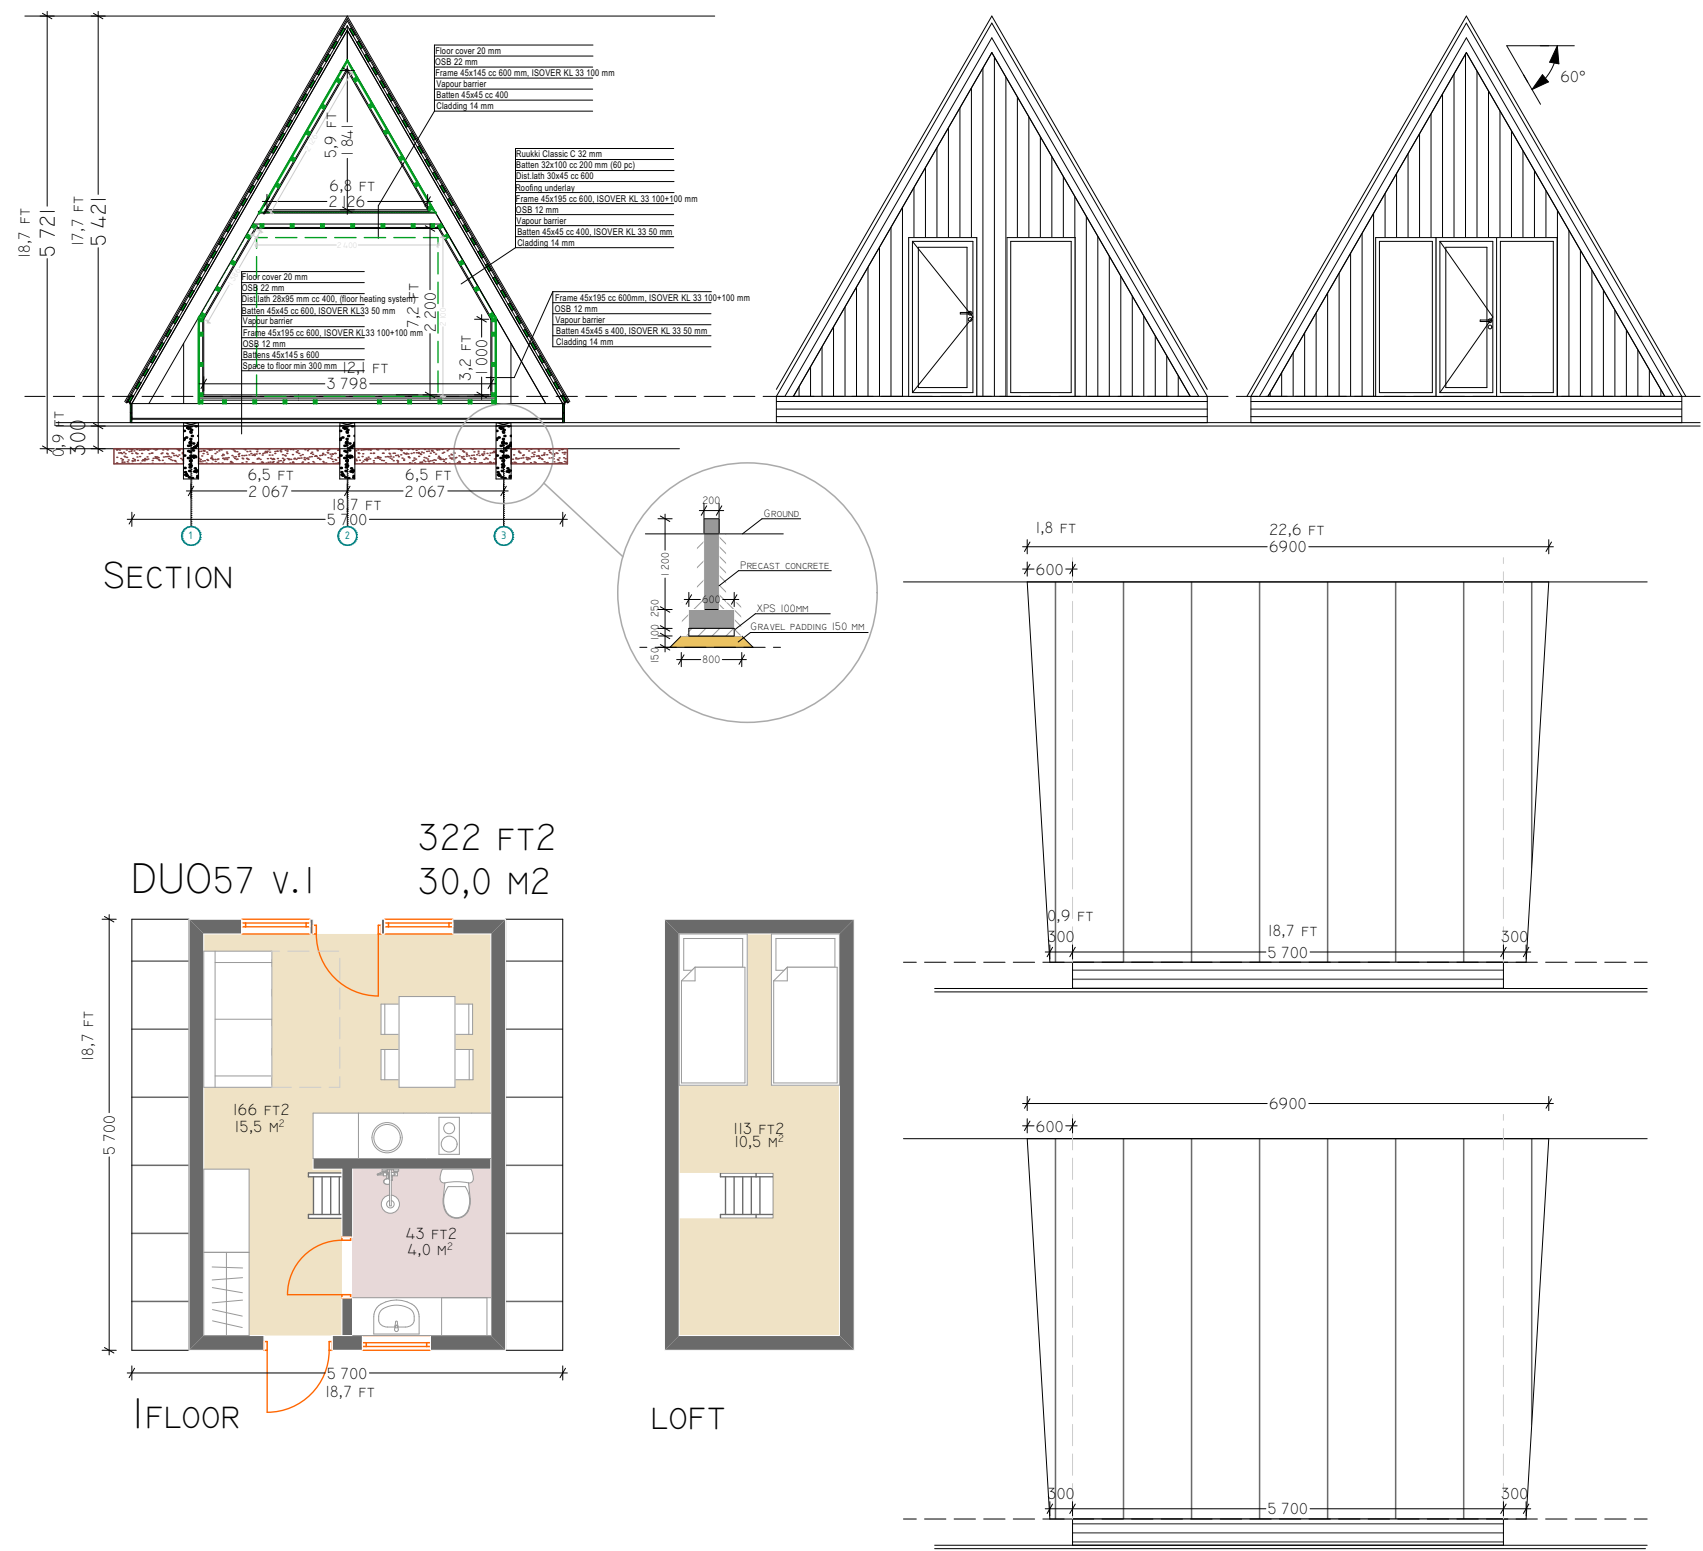 18,7 FT
5 721
17,7 FT
5 421
0,9 FT
300
5,9 FT
1 841
6,8 FT
2 126
2 600
7,2 FT
2 200
3,2 FT
1 000
12,1 FT
3 798
Floor cover 20 mm
OSB 22 mm
Frame 45x145 cc 600 mm, ISOVER KL 33 100 mm
Vapour barrier
Batten 45x45 cc 400
Cladding 14 mm
Ruukki Classic C 32 mm
Batten 32x100 cc 200 mm (60 pc)
Dist.lath 30x45 cc 600
Roofing underlay
Frame 45x195 cc 600, ISOVER KL 33 100+100 mm
OSB 12 mm
Vapour barrier
Batten 45x45 cc 400, ISOVER KL 33 50 mm
Cladding 14 mm
Floor cover 20 mm
OSB 22 mm
Dist.lath 28x95 mm cc 400, (floor heating system)
Batten 45x45 cc 600, ISOVER KL33 50 mm
Vapour barrier
Frame 45x195 cc 600, ISOVER KL33 100+100 mm
OSB 12 mm
Battens 45x145 s 600
Space to floor min 300 mm
Frame 45x195 cc 600mm, ISOVER KL 33 100+100 mm
OSB 12 mm
Vapour barrier
Batten 45x45 s 400, ISOVER KL 33 50 mm
Cladding 14 mm
6,5 FT
2 067
6,5 FT
2 067
18,7 FT
5 700
1
2
3
SECTION
60°
200
GROUND
1 200
PRECAST CONCRETE
600
250
XPS 100MM
100
GRAVEL PADDING 150 MM
150
800
1,8 FT
22,6 FT
6900
600
0,9 FT
300
18,7 FT
5 700
300
DUO57 V.1
322 FT2
30,0 M2
18,7 FT
5 700
166 FT2
15,5 M²
43 FT2
4,0 M²
5 700
18,7 FT
1FLOOR
113 FT2
10,5 M²
LOFT
6900
600
300
5 700
300